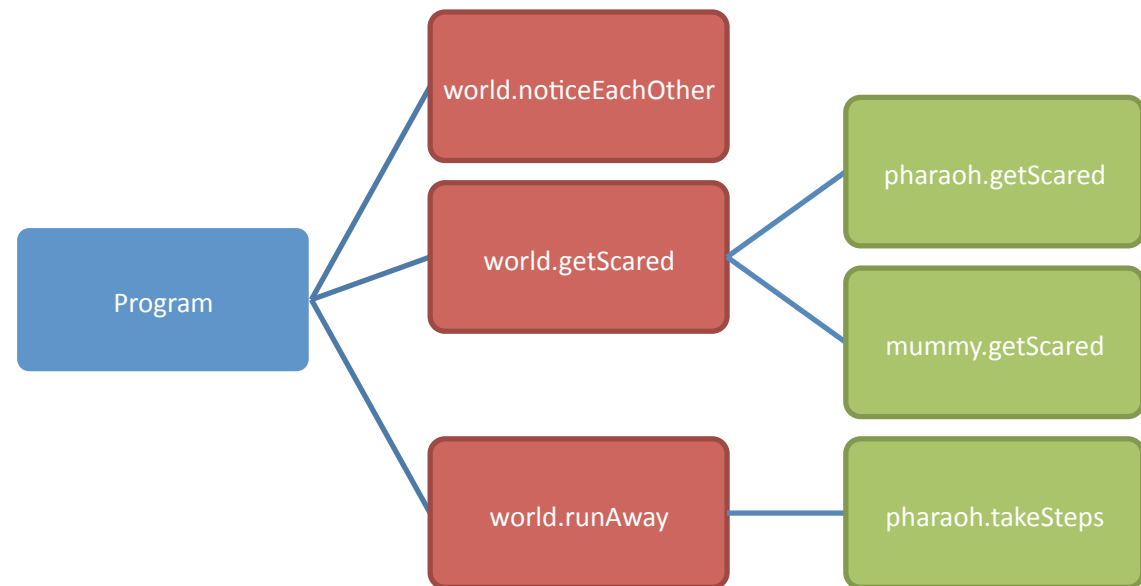 Program
world.noticeEachOther
world.getScared
world.runAway
pharaoh.getScared
mummy.getScared
pharaoh.takeSteps